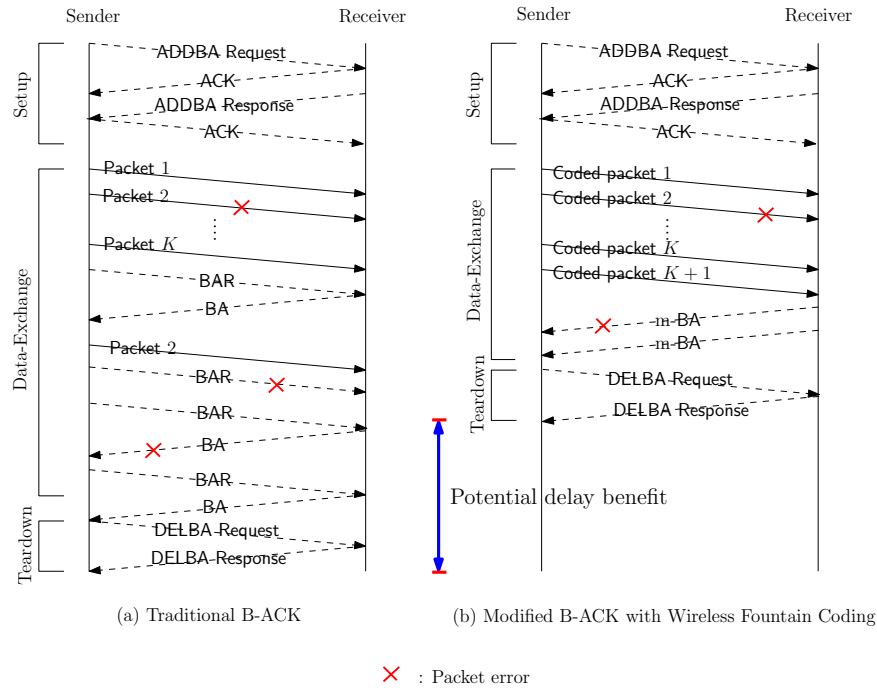 Sender
Receiver
Setup
ADDBA Request
ACK
ADDBA Response
ACK
Data-Exchange
Packet 1
Packet 2
Packet K
BAR
BA
Packet 2
BAR
BAR
BA
BAR
BA
Teardown
DELBA Request
DELBA Response
(a) Traditional B-ACK
Potential delay benefit
Sender
Receiver
Setup
ADDBA Request
ACK
ADDBA Response
ACK
Data-Exchange
Coded packet 1
Coded packet 2
Coded packet K
Coded packet K + 1
m-BA
m-BA
Teardown
DELBA Request
DELBA Response
(b) Modified B-ACK with Wireless Fountain Coding
: Packet error